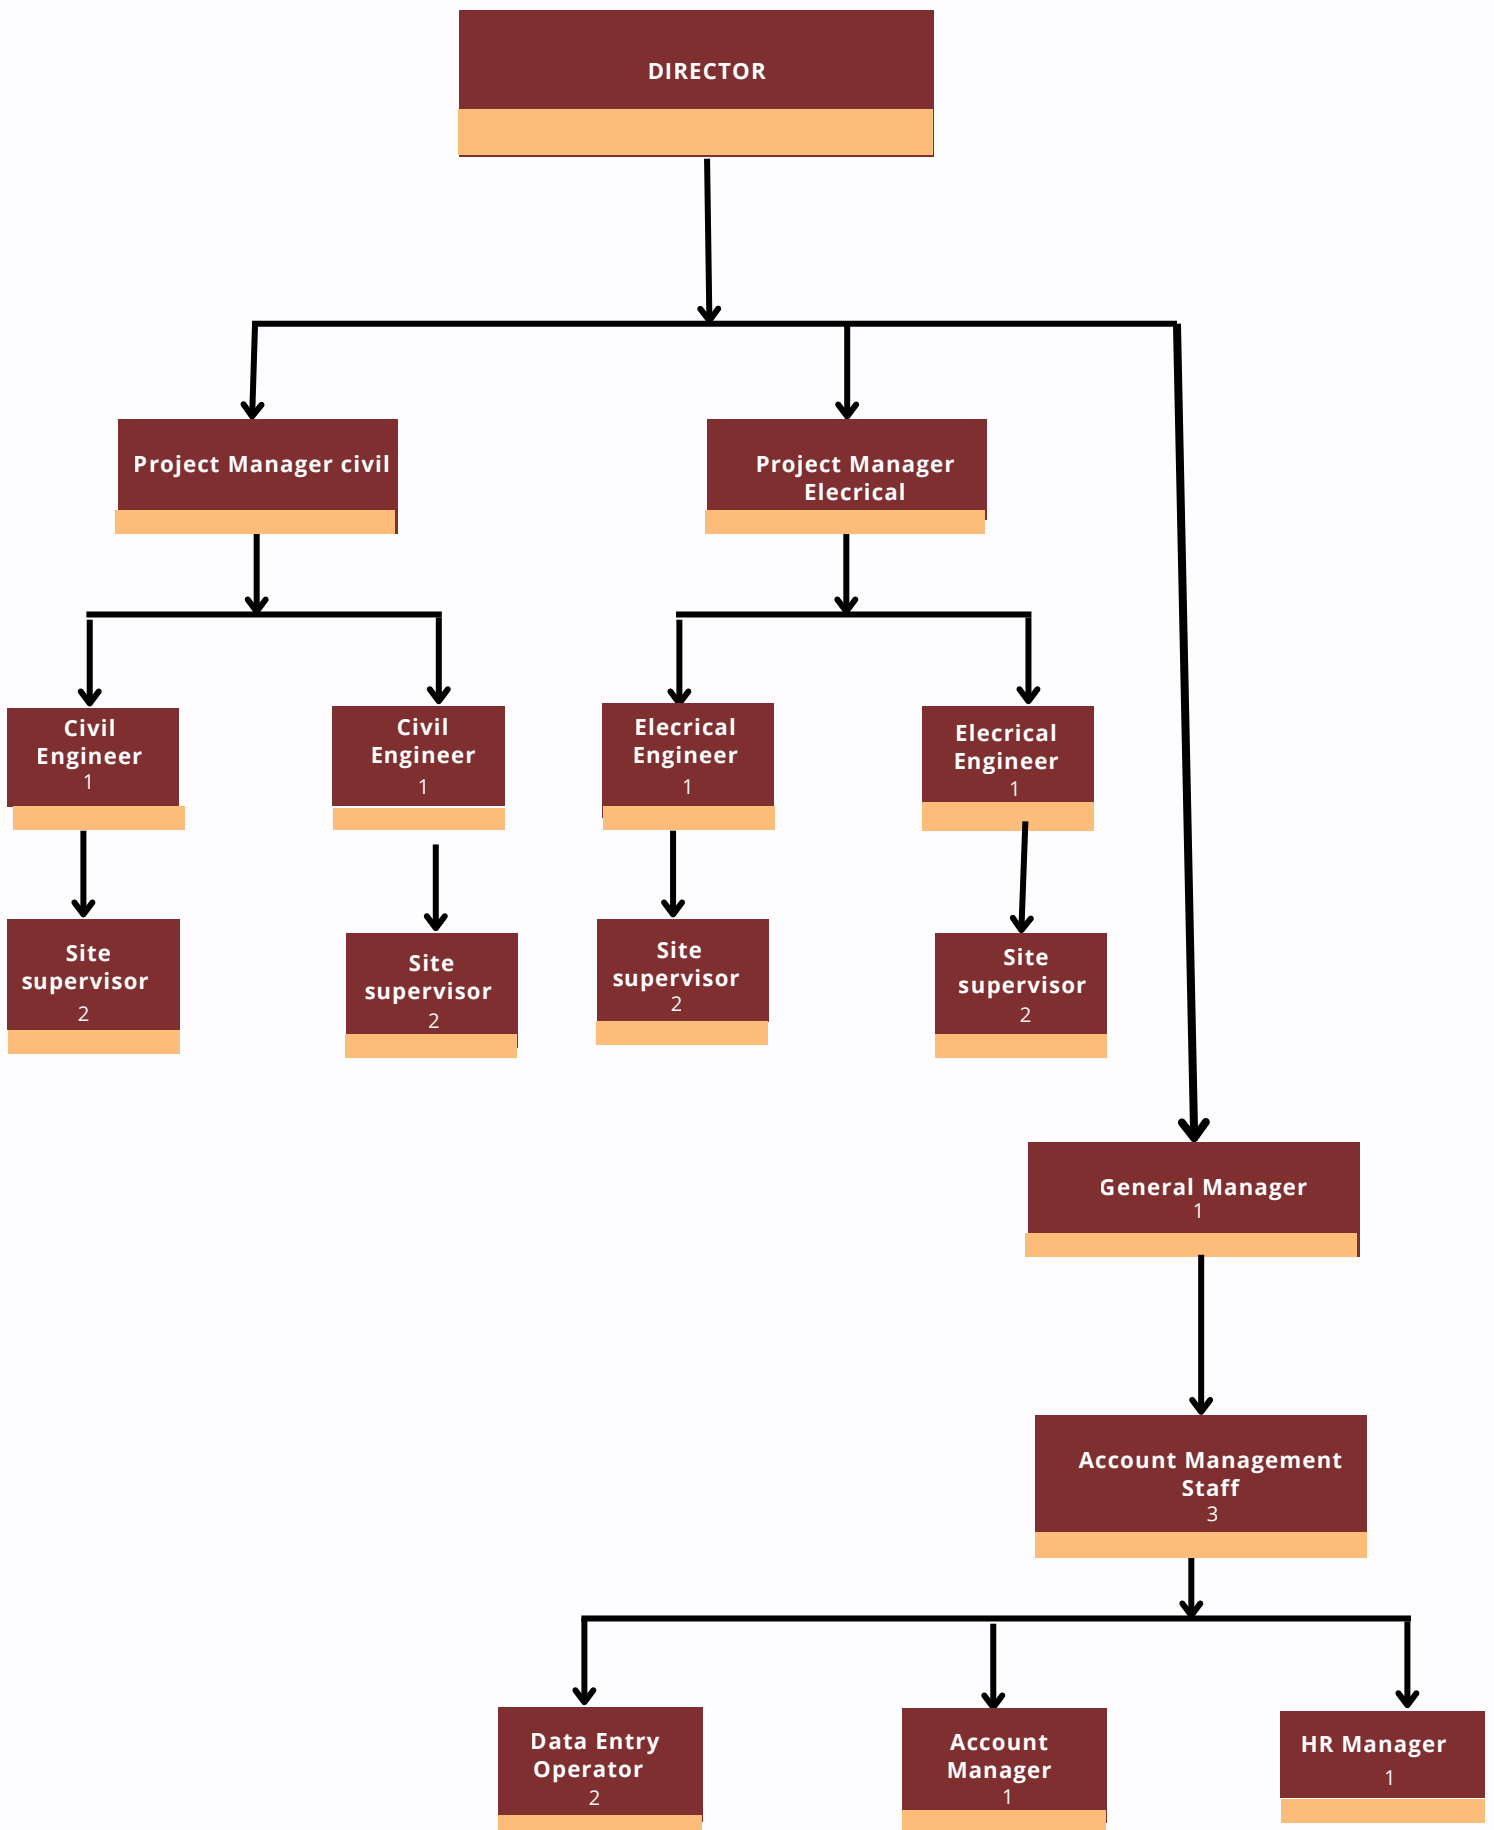 DIRECTOR
Project Manager civil
Project Manager
Elecrical
Civil
Engineer
1
Civil
Engineer
1
Elecrical
Engineer
1
Elecrical
Engineer
1
Site
supervisor
2
Site
supervisor
2
Site
supervisor
2
Site
supervisor
2
General Manager
1
Account Management
Staff
3
Data Entry
Operator
2
Account
Manager
1
HR Manager
1